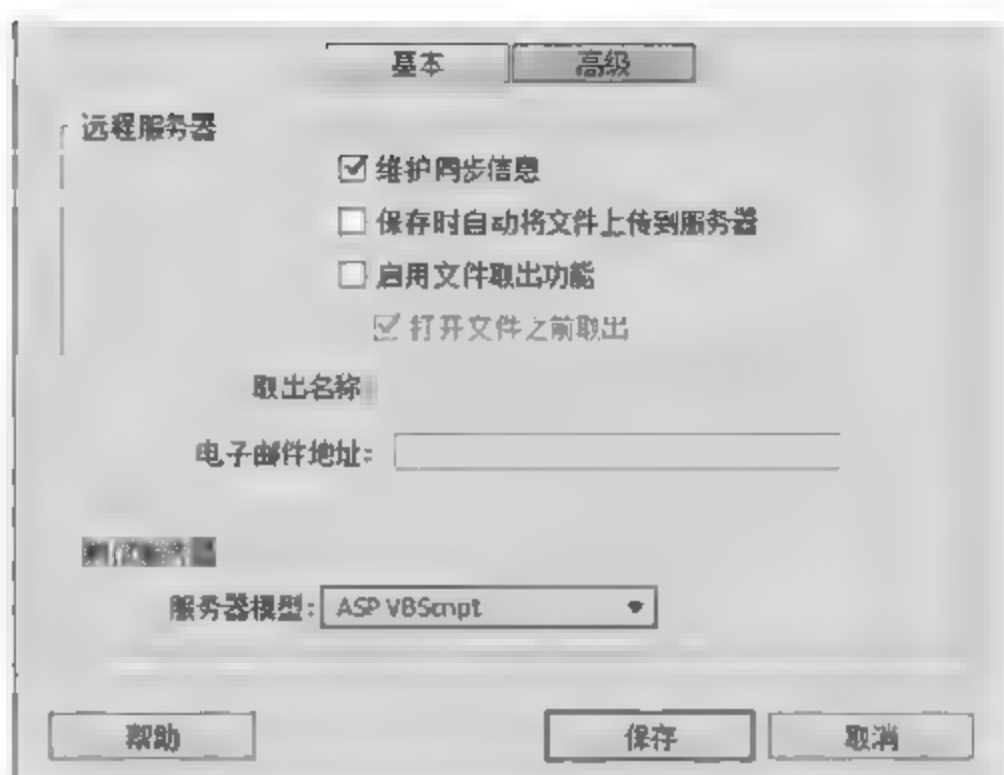 基本 高级
远程服务器
维护同步信息
保存时自动将文件上传到服务器
启用文件取出功能
打开文件之前取出
取出名称
电子邮件地址:
服务器模型: ASP VBScript
帮助 保存 取消